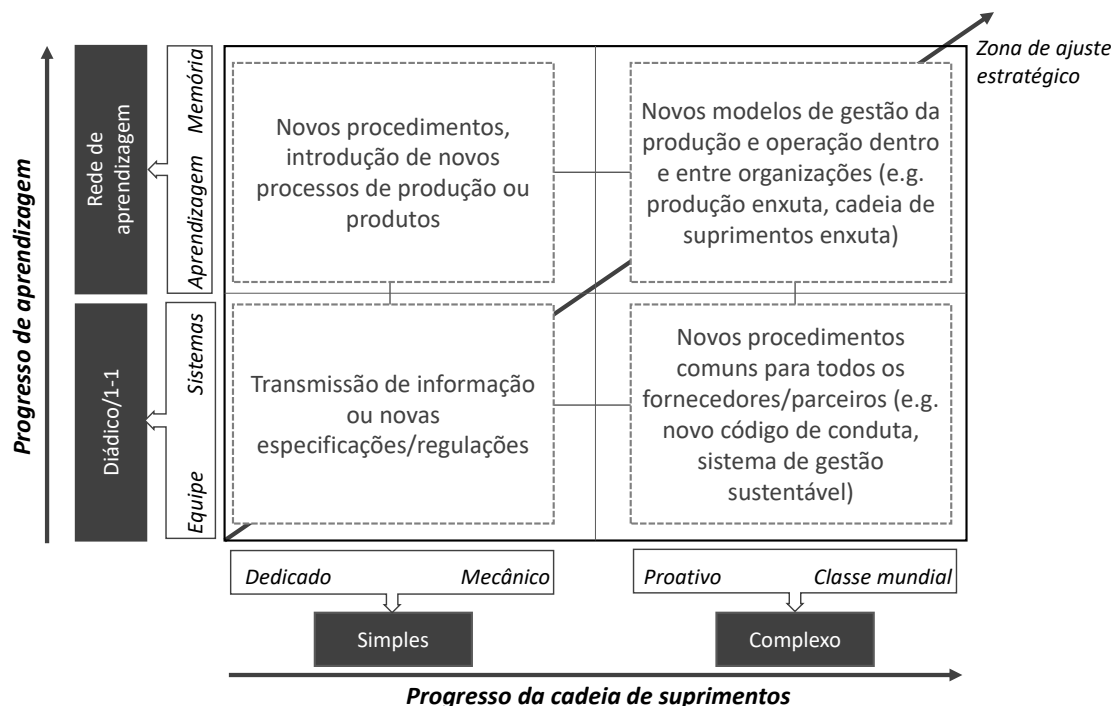 Zona de ajuste
estratégico
Progresso de aprendizagem
Rede de
aprendizagem
Memória
Aprendizagem
Diádico/1-1
Sistemas
Equipe
Novos procedimentos,
introdução de novos
processos de produção ou
produtos
Novos modelos de gestão da
produção e operação dentro
e entre organizações (e.g.
produção enxuta, cadeia de
suprimentos enxuta)
Transmissão de informação
ou novas
especificações/regulações
Novos procedimentos
comuns para todos os
fornecedores/parceiros (e.g.
novo código de conduta,
sistema de gestão
sustentável)
Dedicado
Mecânico
Proativo
Classe mundial
Simples
Complexo
Progresso da cadeia de suprimentos